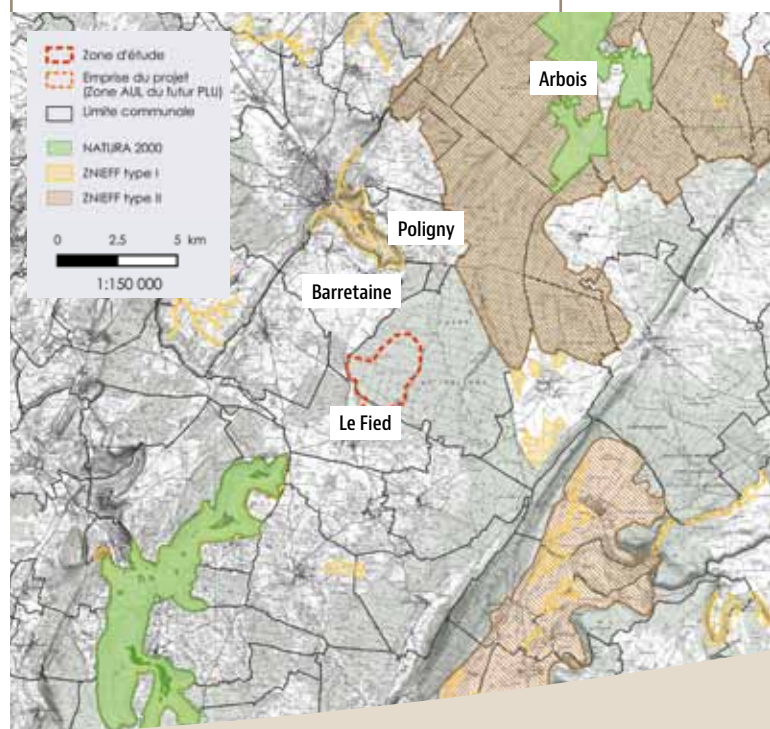 Zone d'étude
Emprise du projet
(Zone AUL du futur PLU)
Limite communale
NATURA 2000
ZNIEFF type I
ZNIEFF type II
0 2.5 5 km
1:150 000
Arbois
Poligny
Barretaine
Le Fied